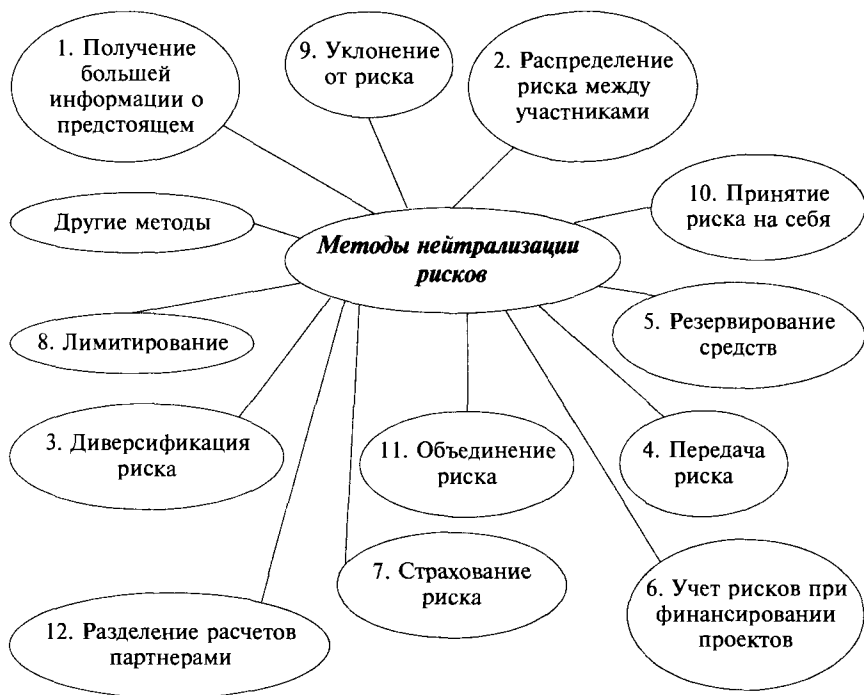 1. Получение
большей
информации о
предстоящем
9. Уклонение
от риска
2. Распределение
риска между
участниками
10. Принятие
риска на себя
Другие методы
Методы нейтрализации
рисков
8. Лимитирование
5. Резервирование
средств
3. Диверсификация
риска
11. Объединение
риска
4. Передача
риска
7. Страхование
риска
6. Учет рисков при
финансировании
проектов
12. Разделение расчетов
партнерами